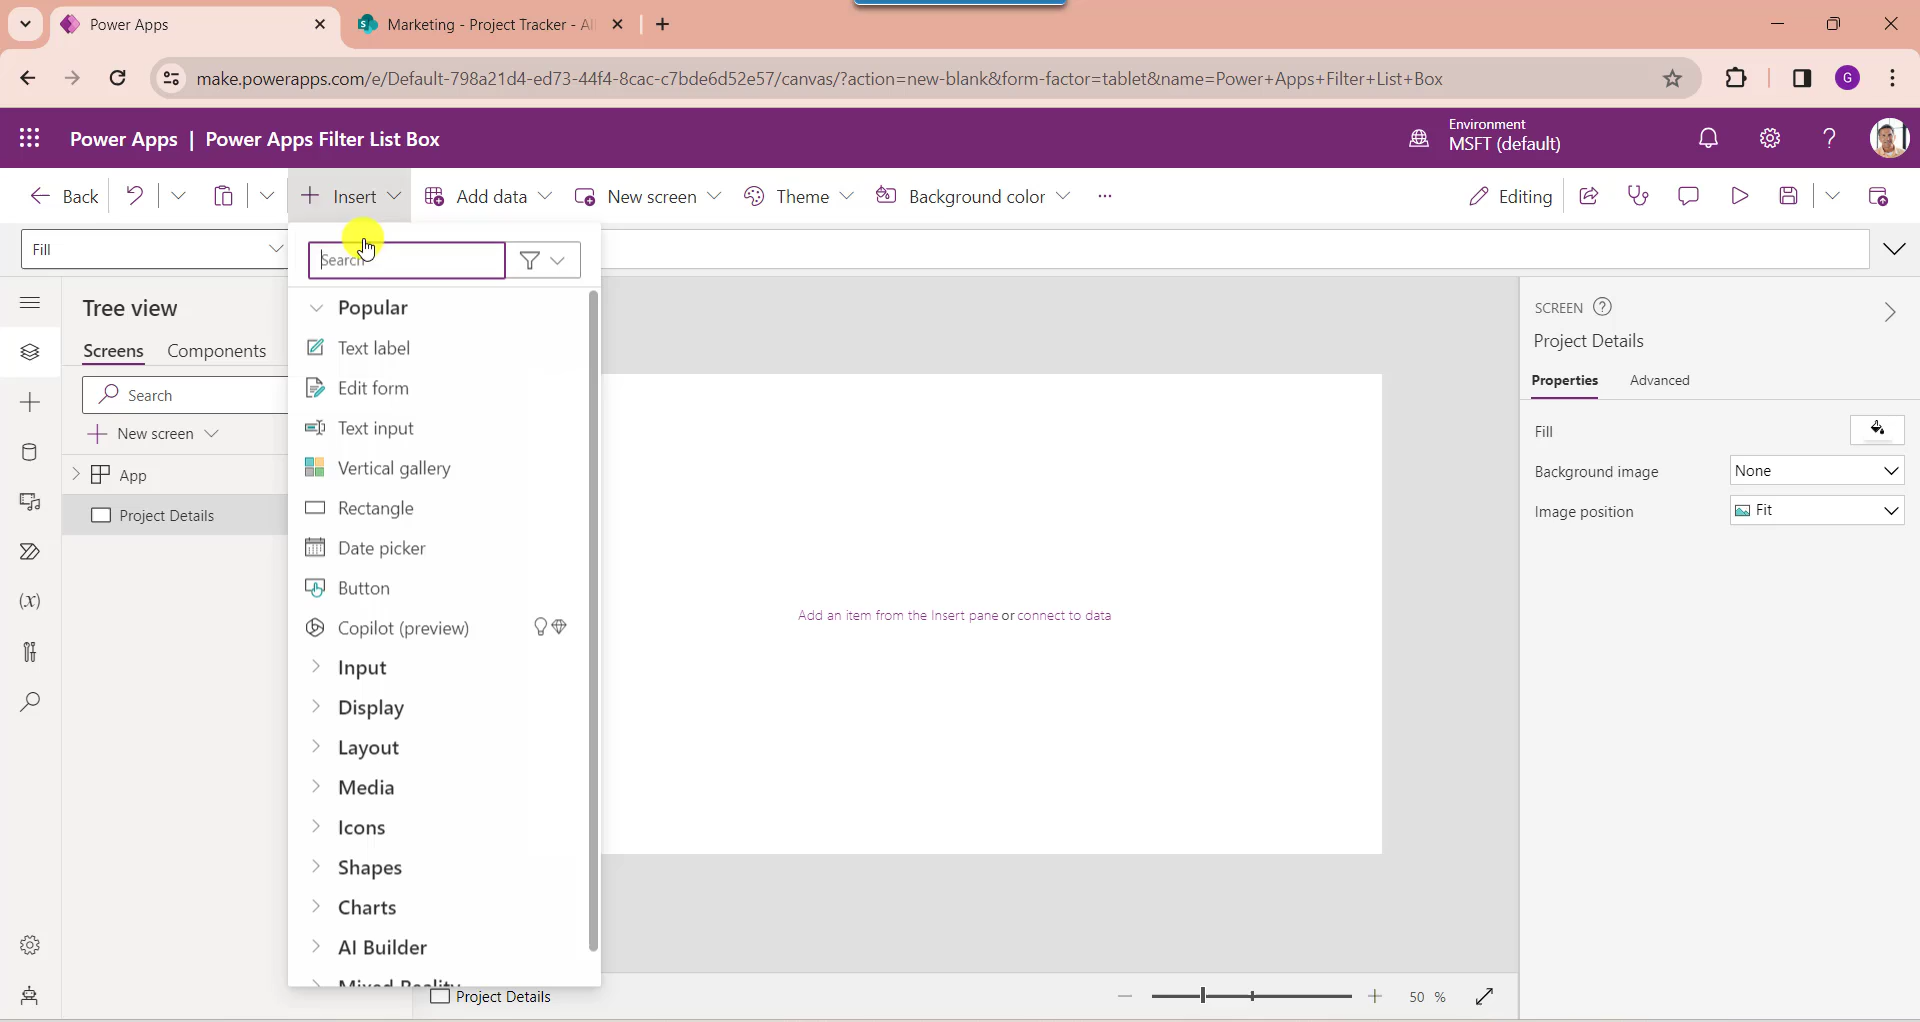 Power Apps
Marketing - Project Tracker - Al
make.powerapps.com/e/Default-798a21d4-ed73-44f4-8cac-c7bde6d52e57/canvas/?action=new-blank&form-factor=tablet&name=Power+Apps+Filter+List+Box
G
Power Apps | Power Apps Filter List Box
Environment
MSFT (default)
Back
Insert
Add data
New screen
Theme
Background color
Editing
Fill
Search
Tree view
Screens
Components
Search
New screen
App
Project Details
Popular
Text label
Edit form
Text input
Vertical gallery
Rectangle
Date picker
Button
Copilot (preview)
Input
Display
Layout
Media
Icons
Shapes
Charts
AI Builder
Mixed Reality
Add an item from the Insert pane or connect to data
SCREEN
Project Details
Properties
Advanced
Fill
Background image
None
Image position
Fit
Project Details
50 %